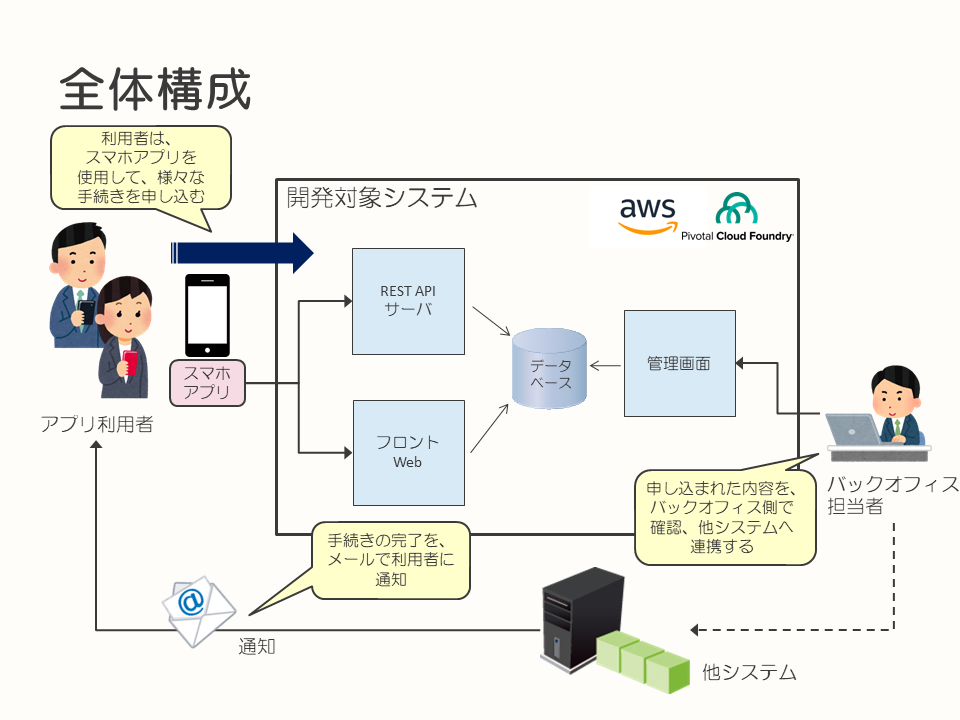 全体構成
利用者は、
スマホアプリを
使用して、様々な
手続きを申し込む
開発対象システム
aws
Pivotal Cloud Foundry
REST API
サーバ
スマホ
アプリ
データ
ベース
管理画面
アプリ利用者
フロント
Web
バックオフィス
担当者
申し込まれた内容を、
バックオフィス側で
確認、他システムへ
連携する
手続きの完了を、
メールで利用者に
通知
@
通知
他システム